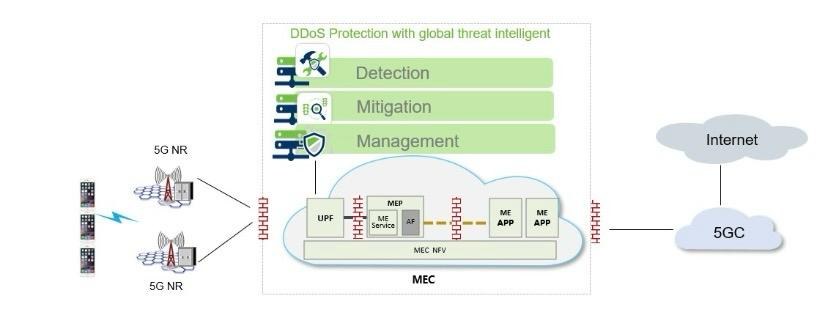 DDoS Protection with global threat intelligent
Detection
Mitigation
Management
5G NR
5G NR
UPF
MEP
ME
Service
AF
ME
APP
ME
APP
MEC NFV
MEC
Internet
5GC